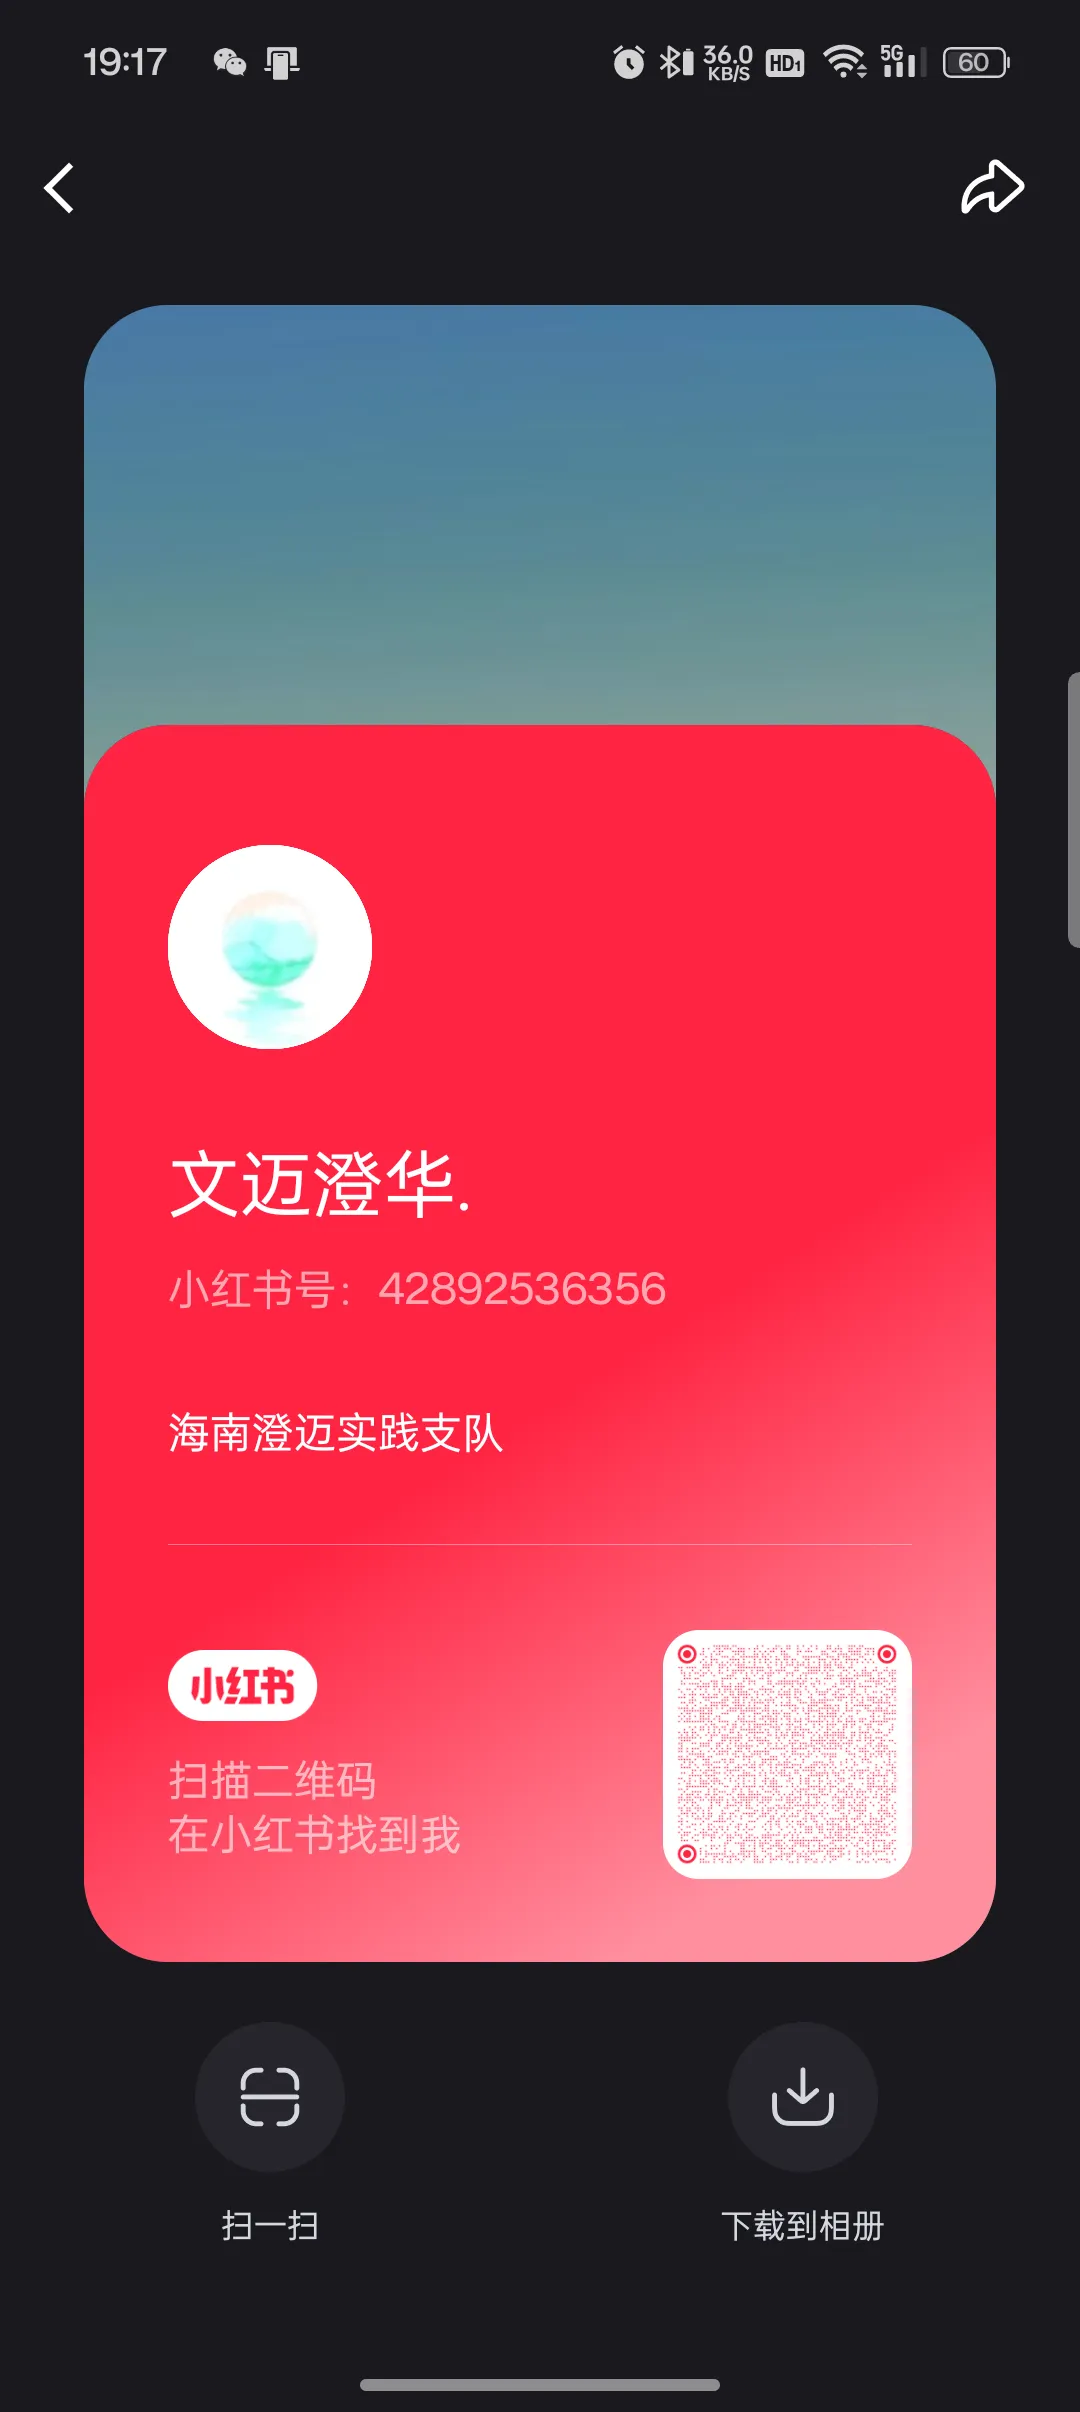 19:17
36.0 KB/S
HD1
5G
60
文迈澄华.
小红书号：42892536356
海南澄迈实践支队
小红书
扫描二维码
在小红书找到我
扫一扫
下载到相册